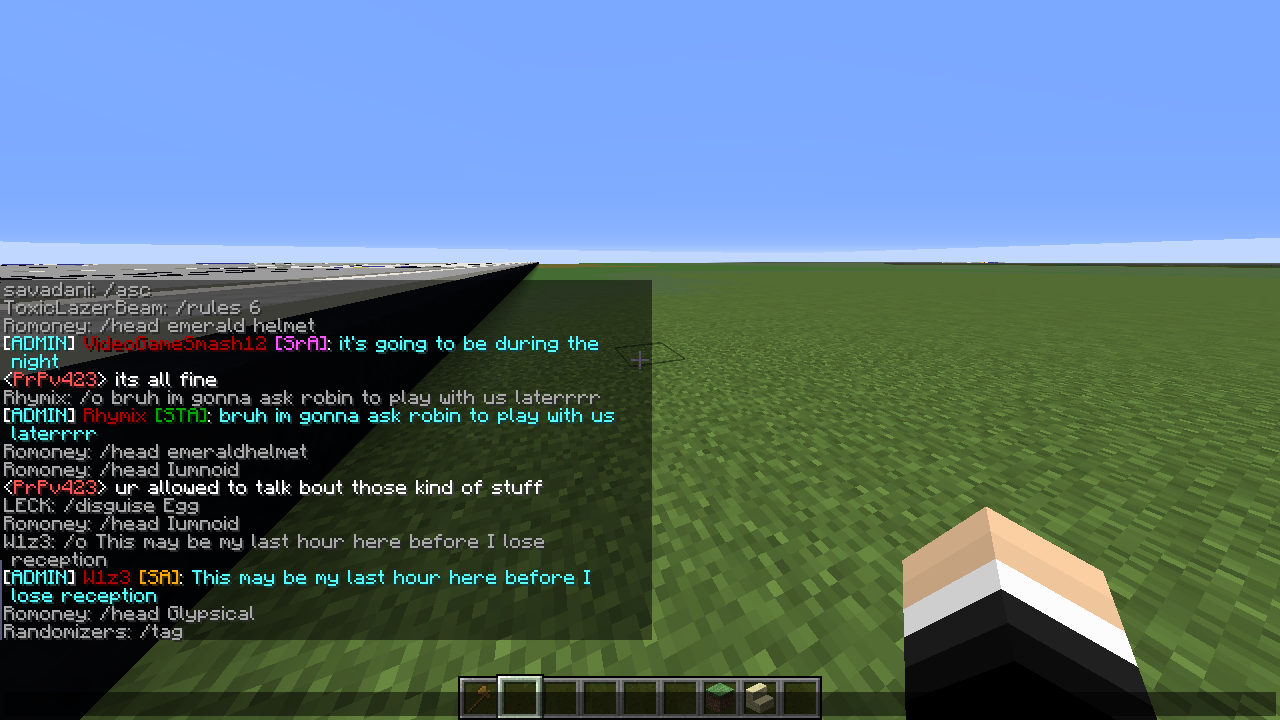 savadani: /asc
ToxicLazerBeam: /rules 6
Romoney: /head emerald helmet
[ADMIN] VideoGameSmash12 [SrA]: it's going to be during the
night
<PrPv423> its all fine
Rhymix: /o bruh im gonna ask robin to play with us laterrrr
[ADMIN] Rhymix [STA]: bruh im gonna ask robin to play with us
laterrrr
Romoney: /head emeraldhelmet
Romoney: /head Iumnoid
<PrPv423> ur allowed to talk bout those kind of stuff
LECK: /disguise Egg
Romoney: /head Iumnoid
W1z3: /o This may be my last hour here before I lose
reception
[ADMIN] W1z3 [SA]: This may be my last hour here before I
lose reception
Romoney: /head Glypsical
Randomizers: /tag